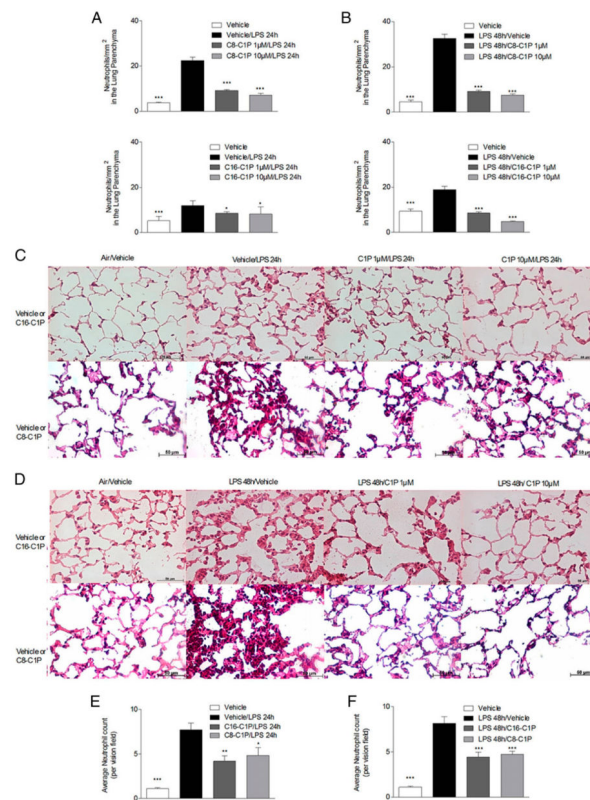 A
Neutrophils/mm2
in the Lung Parenchyma
40
30
20
10
0
Vehicle
Vehicle/LPS 24h
C8-C1P 1μM/LPS 24h
C8-C1P 10μM/LPS 24h
***
***
***
B
Neutrophils/mm2
in the Lung Parenchyma
40
30
20
10
0
Vehicle
LPS 48h/Vehicle
LPS 48h/C8-C1P 1μM
LPS 48h/C8-C1P 10μM
***
***
***
Neutrophils/mm2
in the Lung Parenchyma
40
30
20
10
0
Vehicle
Vehicle/LPS 24h
C16-C1P 1μM/LPS 24h
C16-C1P 10μM/LPS 24h
***
*
*
Neutrophils/mm2
in the Lung Parenchyma
40
30
20
10
0
Vehicle
LPS 48h/Vehicle
LPS 48h/C16-C1P 1μM
LPS 48h/C16-C1P 10μM
***
***
***
C
Air/Vehicle
Vehicle/LPS 24h
C1P 1μM/LPS 24h
C1P 10μM/LPS 24h
Vehicle or
C16-C1P
Vehicle or
C8-C1P
D
Air/Vehicle
LPS 48h/Vehicle
LPS 48h/C1P 1μM
LPS 48h/ C1P 10μM
Vehicle or
C16-C1P
Vehicle or
C8-C1P
E
Average Neutrophil count
(per vision field)
10
5
0
Vehicle
Vehicle/LPS 24h
C16-C1P/LPS 24h
C8-C1P/LPS 24h
***
**
*
F
Average Neutrophil count
(per vision field)
10
5
0
Vehicle
LPS 48h/Vehicle
LPS 48h/C16-C1P
LPS 48h/C8-C1P
***
***
***